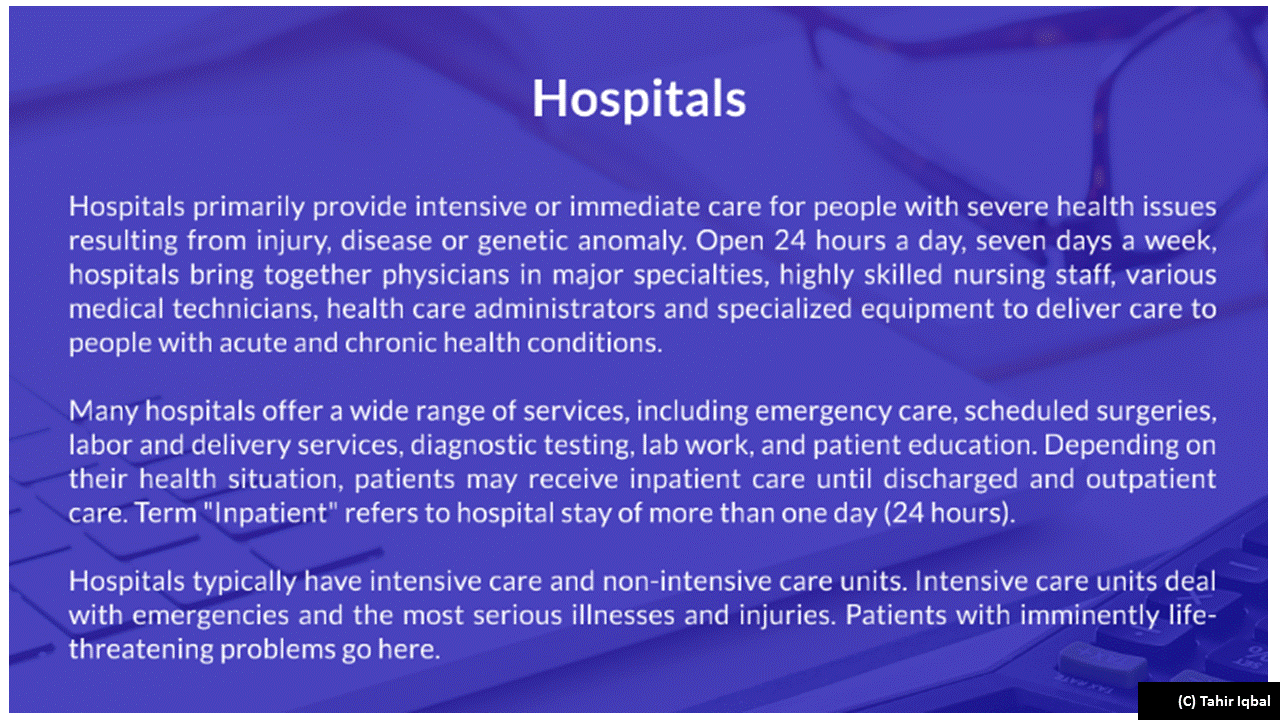 Hospitals
Hospitals primarily provide intensive or immediate care for people with severe health issues
resulting from injury, disease or genetic anomaly. Open 24 hours a day, seven days a week,
hospitals bring together physicians in major specialties, highly skilled nursing staff, various
medical technicians, health care administrators and specialized equipment to deliver care to
people with acute and chronic health conditions.
Many hospitals offer a wide range of services, including emergency care, scheduled surgeries,
labor and delivery services, diagnostic testing, lab work, and patient education. Depending on
their health situation, patients may receive inpatient care until discharged and outpatient
care. Term "Inpatient" refers to hospital stay of more than one day (24 hours).
Hospitals typically have intensive care and non-intensive care units. Intensive care units deal
with emergencies and the most serious illnesses and injuries. Patients with imminently life-
threatening problems go here.
TAX RATE
SET
(C) Tahir Iqbal